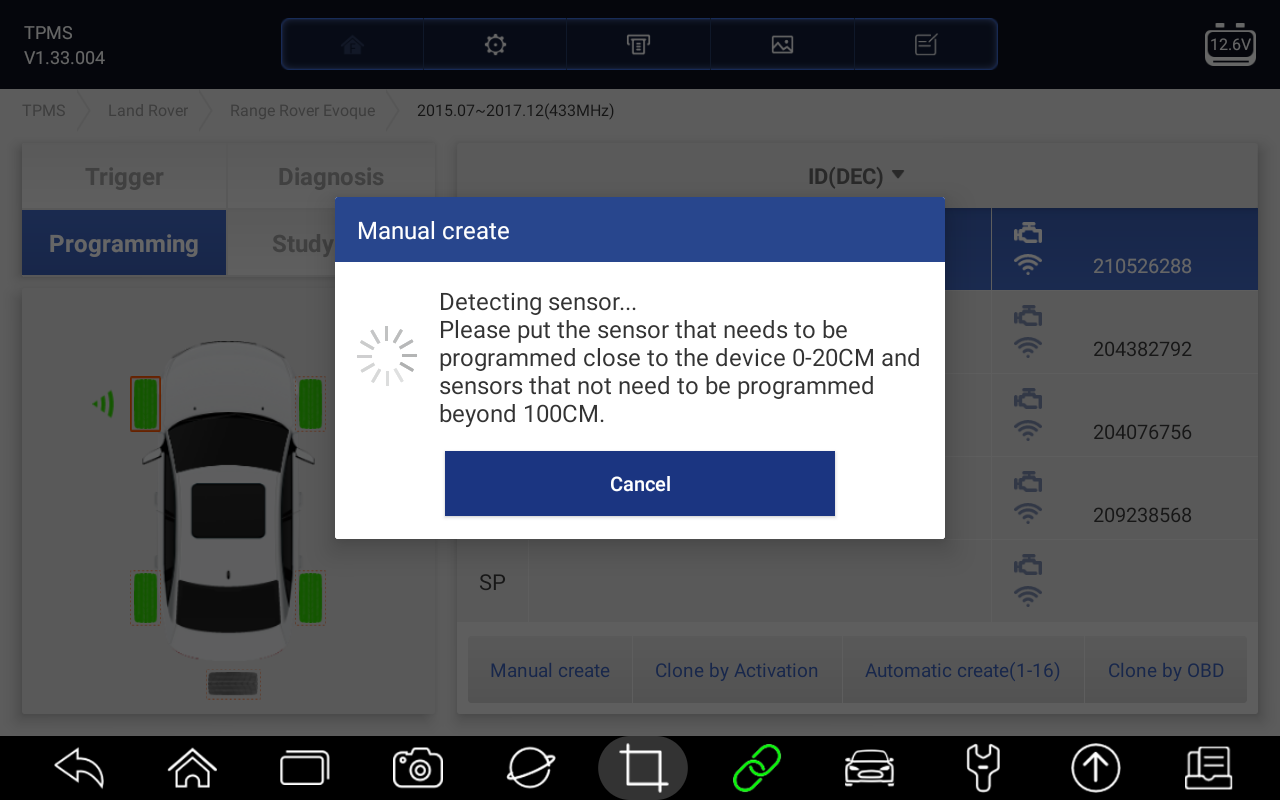 TPMS
V1.33.004
12.6V
TPMS
Land Rover
Range Rover Evoque
2015.07~2017.12(433MHz)
Trigger
Diagnosis
Programming
Study
ID(DEC)
Manual create
Detecting sensor...
Please put the sensor that needs to be
programmed close to the device 0-20CM and
sensors that not need to be programmed
beyond 100CM.
Cancel
210526288
204382792
204076756
209238568
SP
Manual create
Clone by Activation
Automatic create(1-16)
Clone by OBD